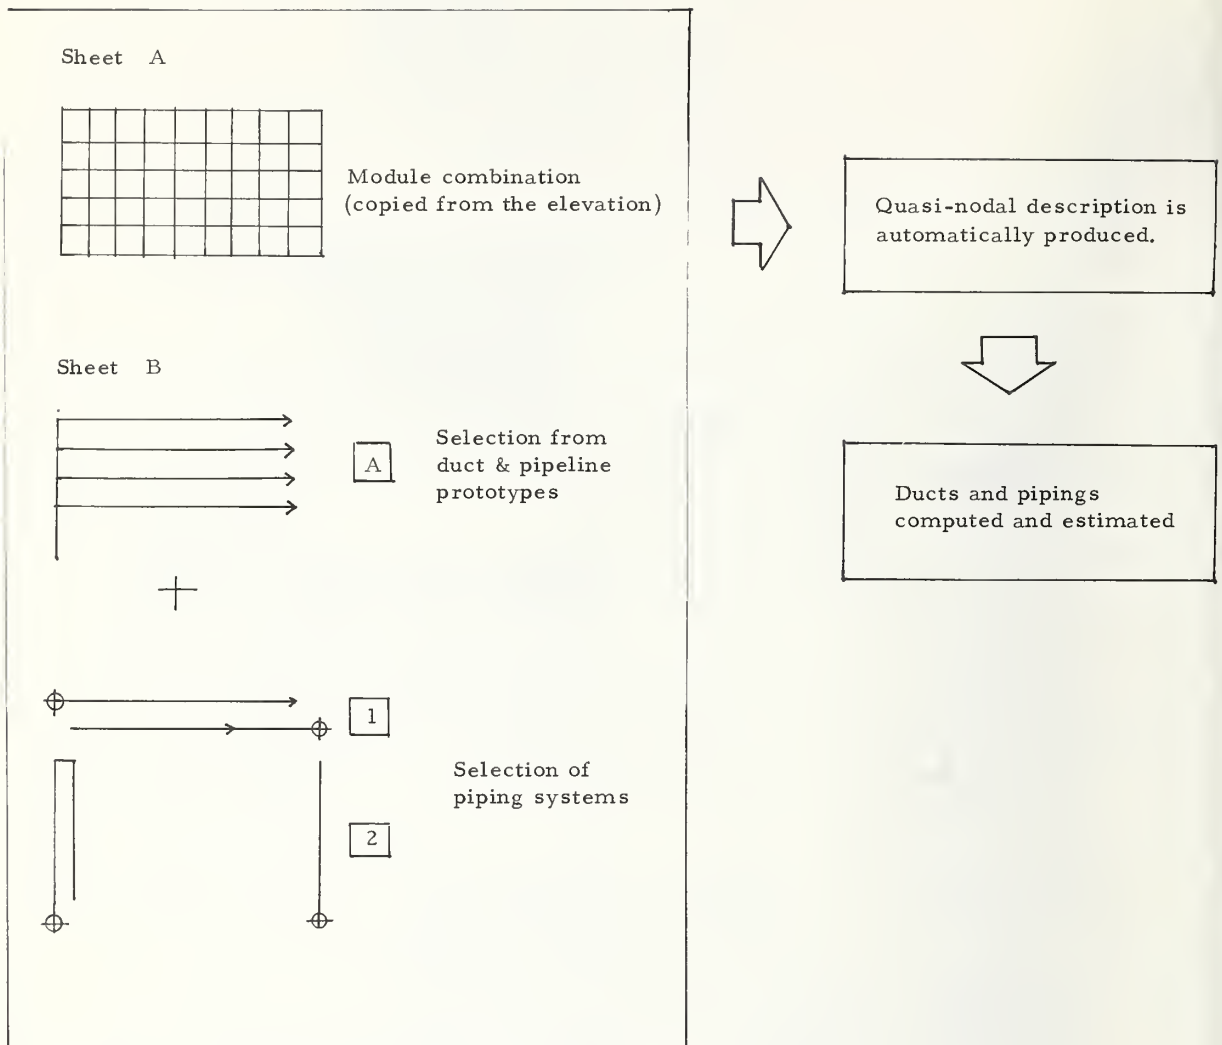 Sheet A
Module combination
(copied from the elevation)
Quasi-nodal description is
automatically produced.
Sheet B
A
Selection from
duct & pipeline
prototypes
Ducts and pipings
computed and estimated
1
Selection of
piping systems
2